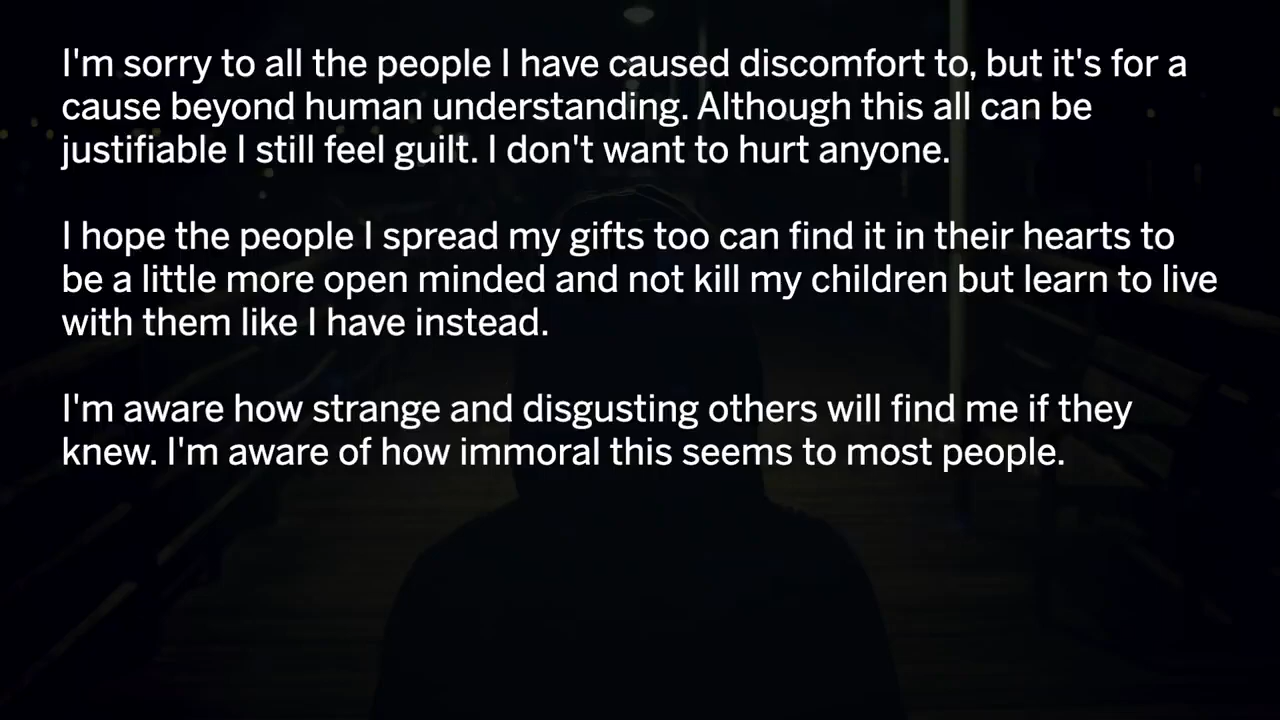 I'm sorry to all the people I have caused discomfort to, but it's for a
cause beyond human understanding. Although this all can be
justifiable I still feel guilt. I don't want to hurt anyone.
I hope the people I spread my gifts too can find it in their hearts to
be a little more open minded and not kill my children but learn to live
with them like I have instead.
I'm aware how strange and disgusting others will find me if they
knew. I'm aware of how immoral this seems to most people.